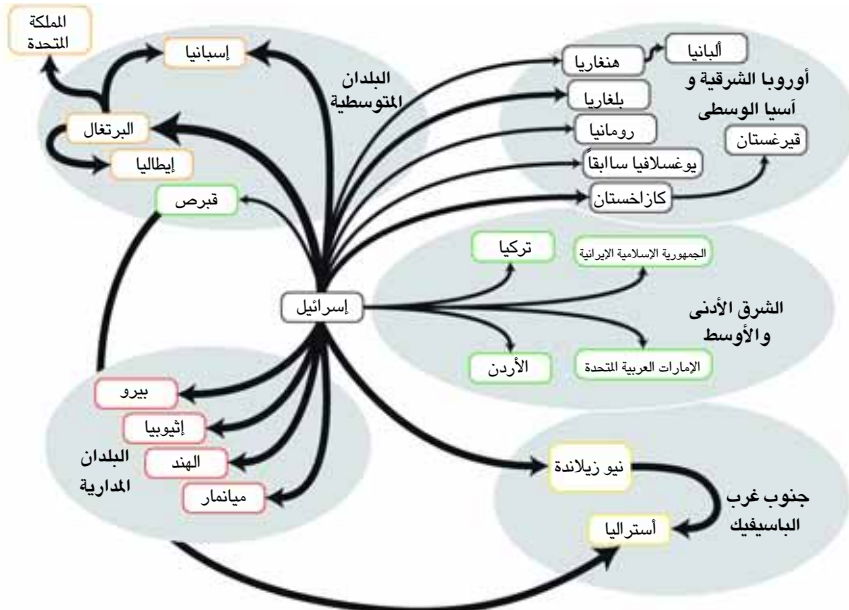 المملكة
المتحدة
إسبانيا
البلدان
المتوسطية
البرتغال
إيطاليا
قبرص
ألبانيا
هنغاريا
أوروبا الشرقية و
آسيا الوسطى
بلغاريا
رومانيا
قيرغستان
يوغسلافيا ساابقاً
كازاخستان
تركيا
الجمهورية الإسلامية الإيرانية
إسرائيل
الشرق الأدنى
والأوسط
الأردن
الإمارات العربية المتحدة
بيرو
إثيوبيا
الهند
ميانمار
البلدان
المدارية
نيو زيلاندة
أستراليا
جنوب غرب
الباسيفيك